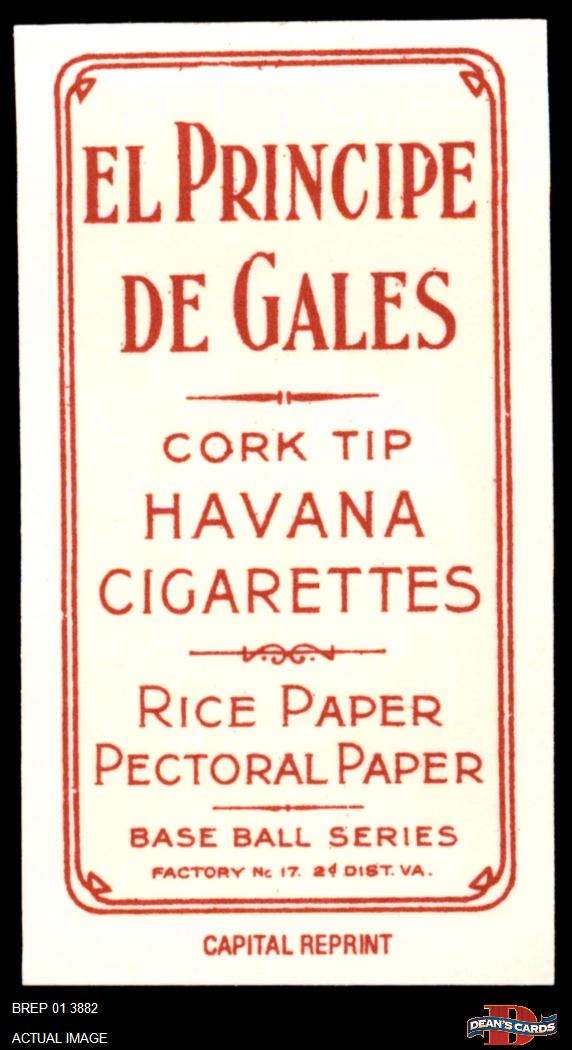 EL PRINCIPE
DE GALES
CORK TIP
HAVANA
CIGARETTES
RICE PAPER
PECTORAL PAPER
BASE BALL SERIES
FACTORY No 17. 2d DIST. VA.
CAPITAL REPRINT
BREP 01 3882
ACTUAL IMAGE
DEAN'S CARDS